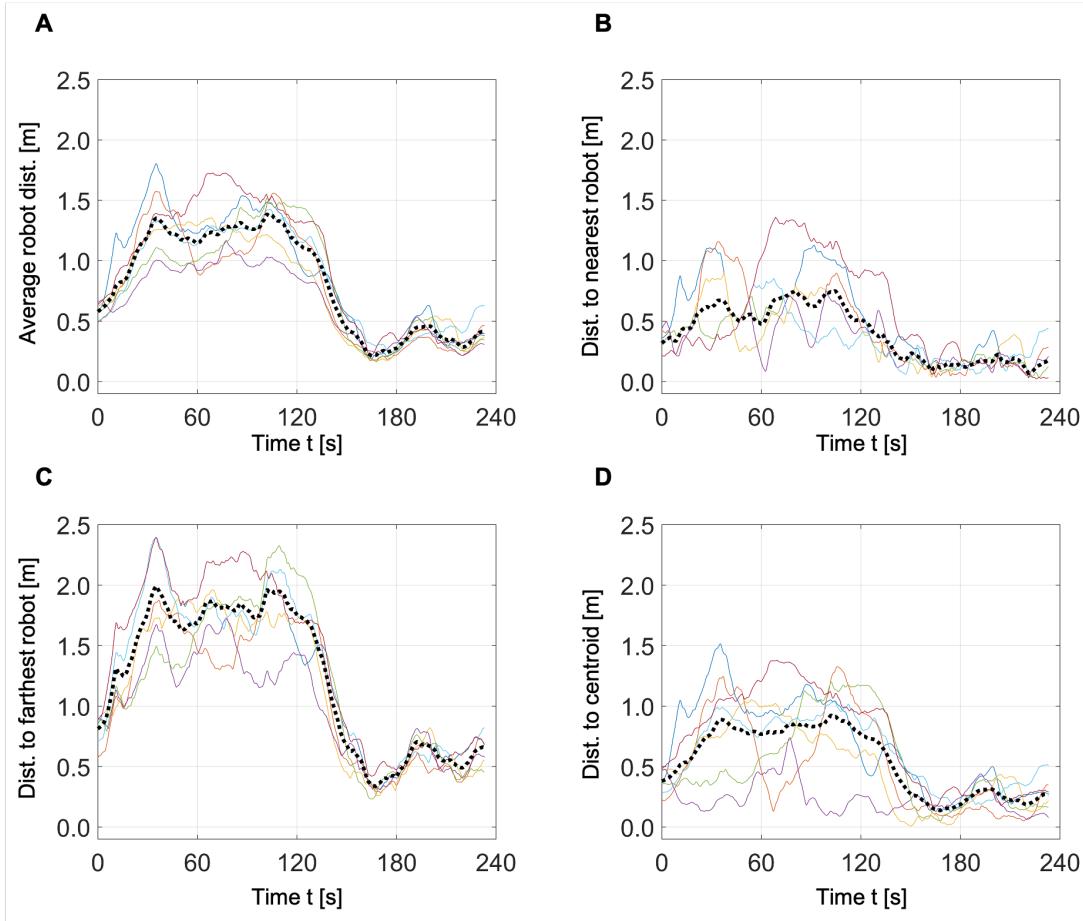 A
B
Average robot dist. [m]
2.5
2.0
1.5
1.0
0.5
0.0
0 60 120 180 240
Time t [s]
Dist. to nearest robot [m]
2.5
2.0
1.5
1.0
0.5
0.0
0 60 120 180 240
Time t [s]
C
D
Dist. to farthest robot [m]
2.5
2.0
1.5
1.0
0.5
0.0
0 60 120 180 240
Time t [s]
Dist. to centroid [m]
2.5
2.0
1.5
1.0
0.5
0.0
0 60 120 180 240
Time t [s]